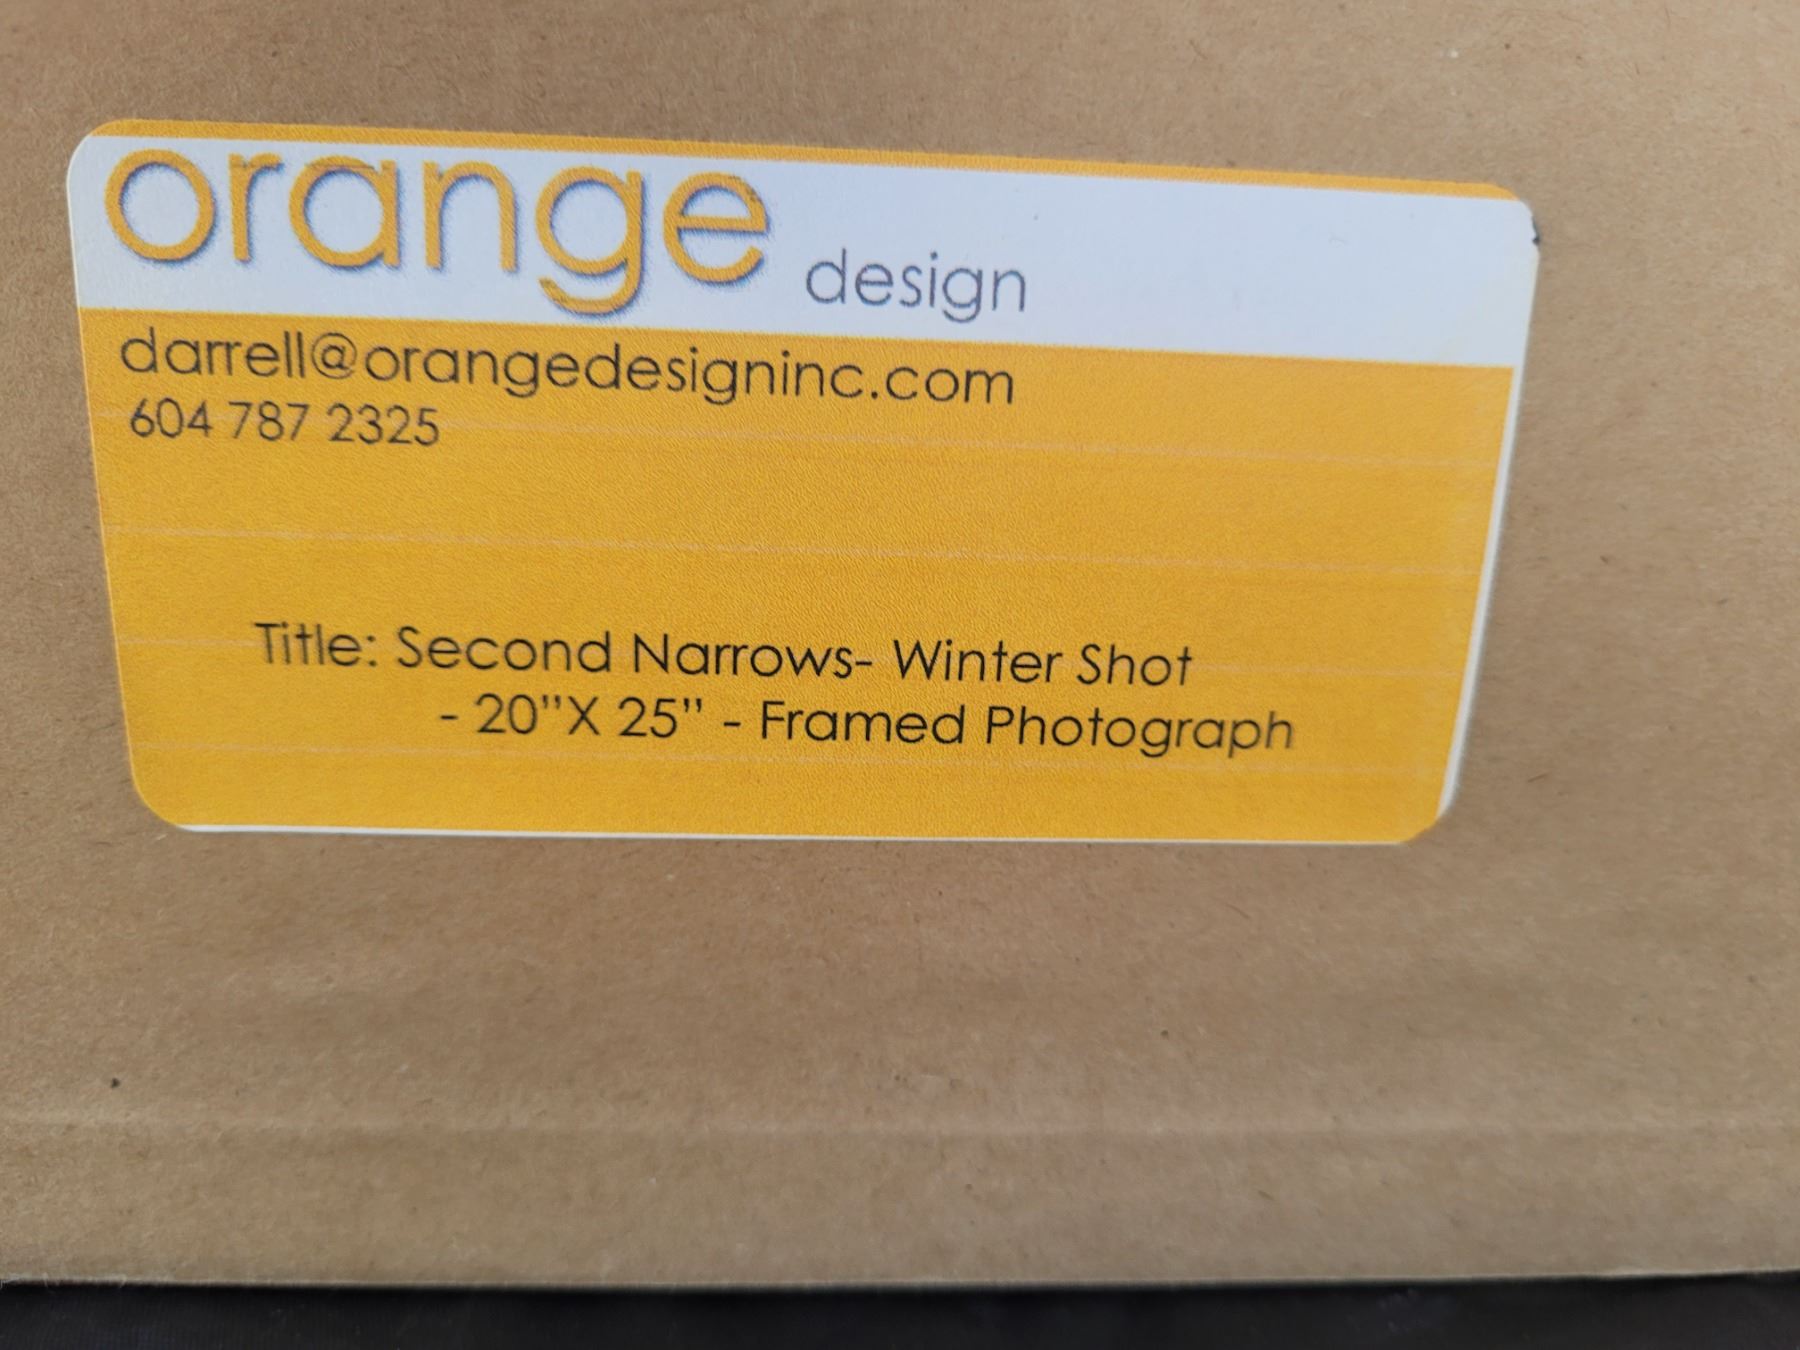 orange design
darrell@orangedesigninc.com
604 787 2325
Title: Second Narrows- Winter Shot
- 20"X 25" - Framed Photograph